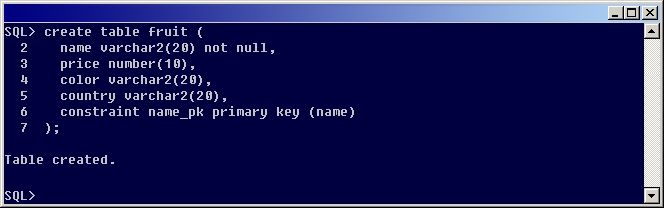 SQL> create table fruit (
2 name varchar2(20) not null,
3 price number(10),
4 color varchar2(20),
5 country varchar2(20),
6 constraint name_pk primary key (name)
7 );
Table created.
SQL>